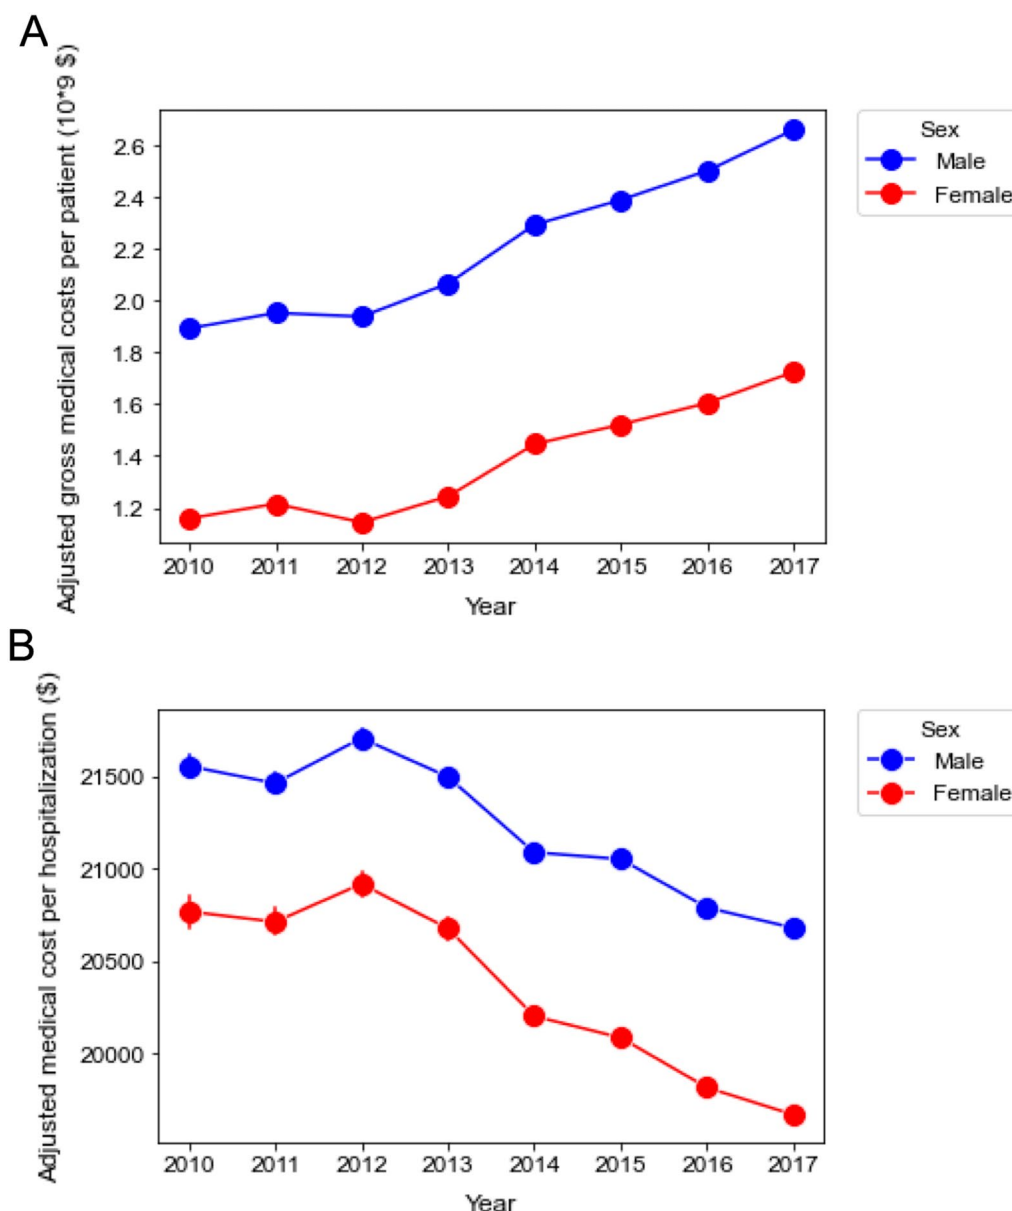 A
Adjusted gross medical costs per patient (10*9 $)
2.6
2.4
2.2
2.0
1.8
1.6
1.4
1.2
2010 2011 2012 2013 2014 2015 2016 2017
Year
Sex
Male
Female
B
Adjusted medical cost per hospitalization ($)
21500
21000
20500
20000
2010 2011 2012 2013 2014 2015 2016 2017
Year
Sex
Male
Female